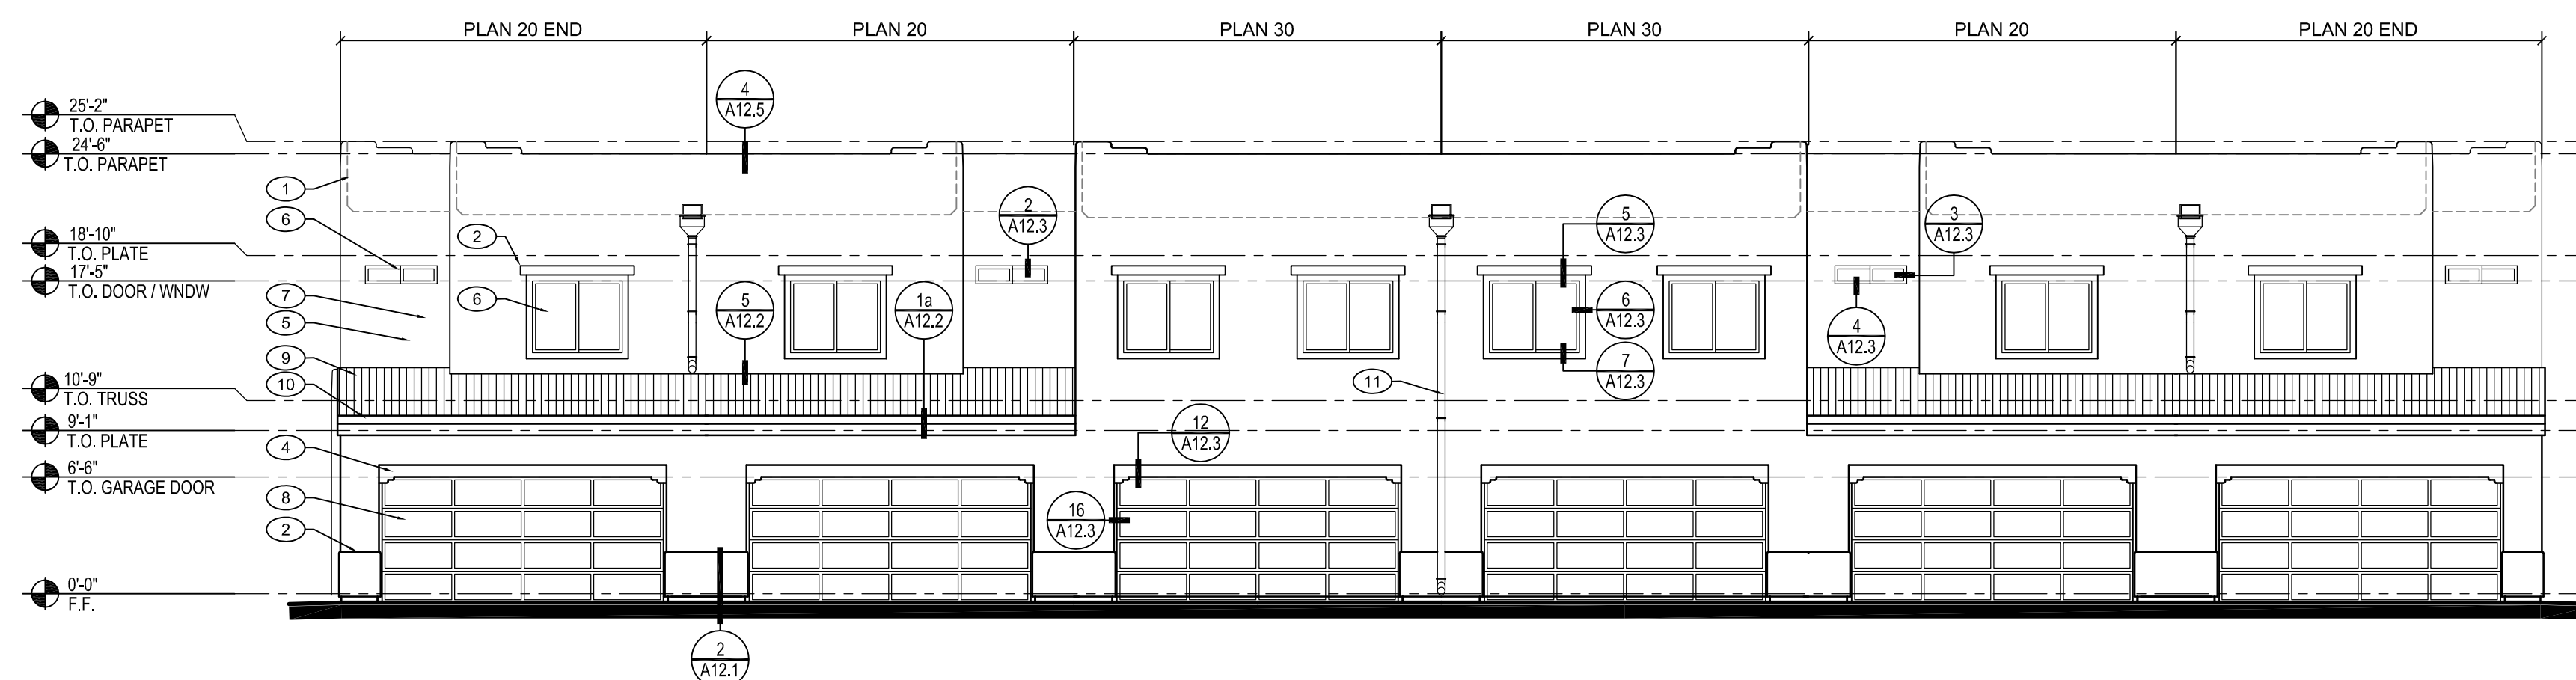 PLAN 20 END
PLAN 20
PLAN 30
PLAN 30
PLAN 20
PLAN 20 END
25'-2"
T.O. PARAPET
24'-6"
T.O. PARAPET
18'-10"
T.O. PLATE
17'-5"
T.O. DOOR / WNDW
10'-9"
T.O. TRUSS
9'-1"
T.O. PLATE
6'-6"
T.O. GARAGE DOOR
0'-0"
F.F.
1
6
7
5
9
10
4
8
2
2
6
11
4
A12.5
2
A12.3
5
A12.2
1a
A12.2
5
A12.3
6
A12.3
7
A12.3
3
A12.3
4
A12.3
12
A12.3
16
A12.3
2
A12.1